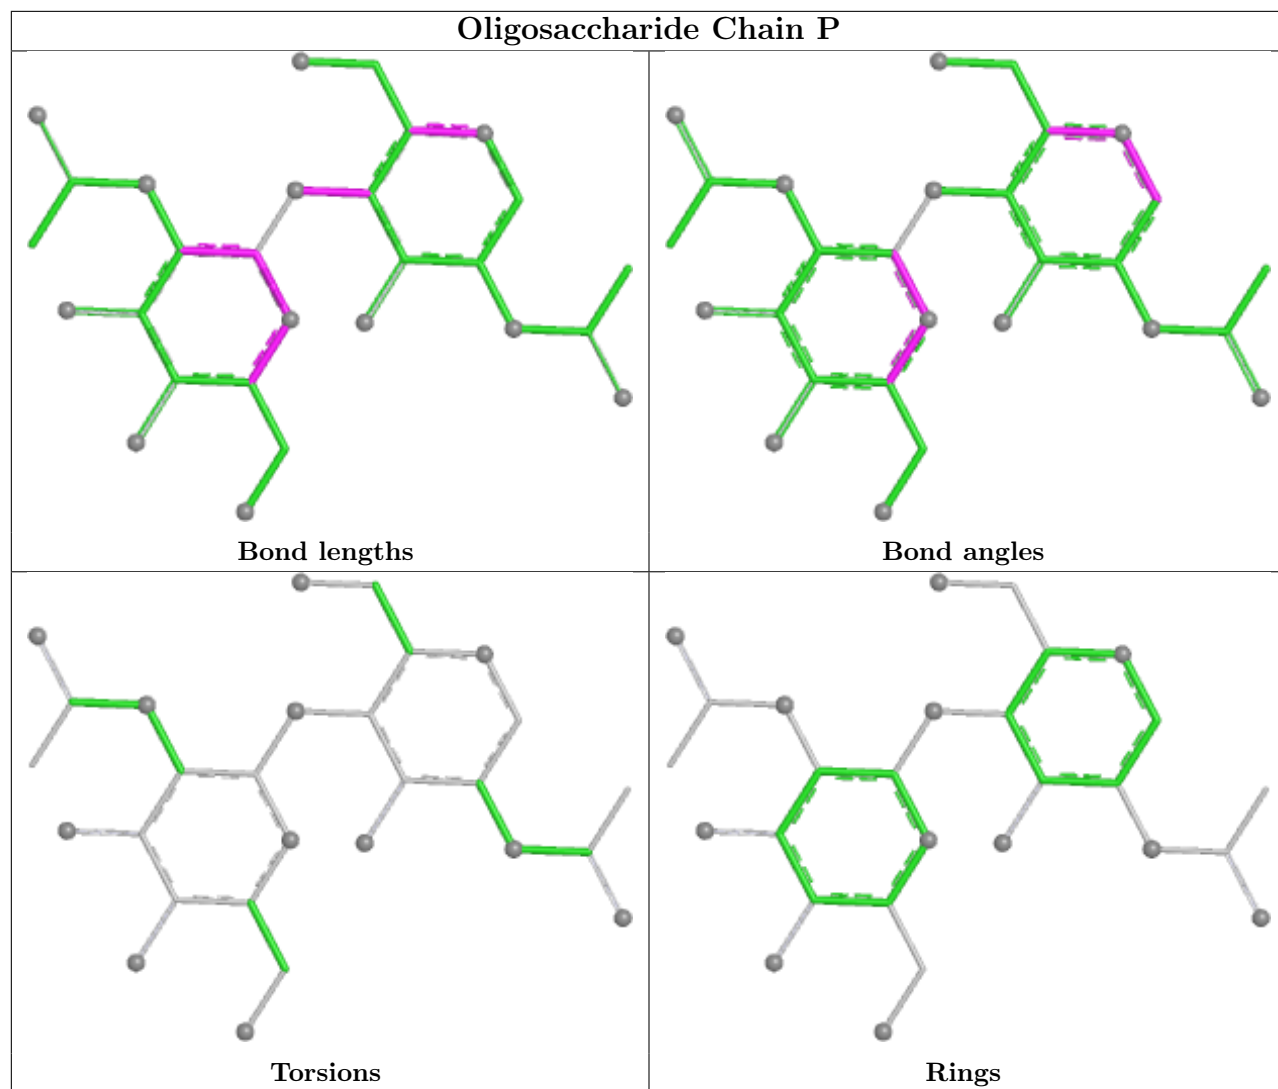 Oligosaccharide Chain P
Bond lengths
Bond angles
Torsions
Rings